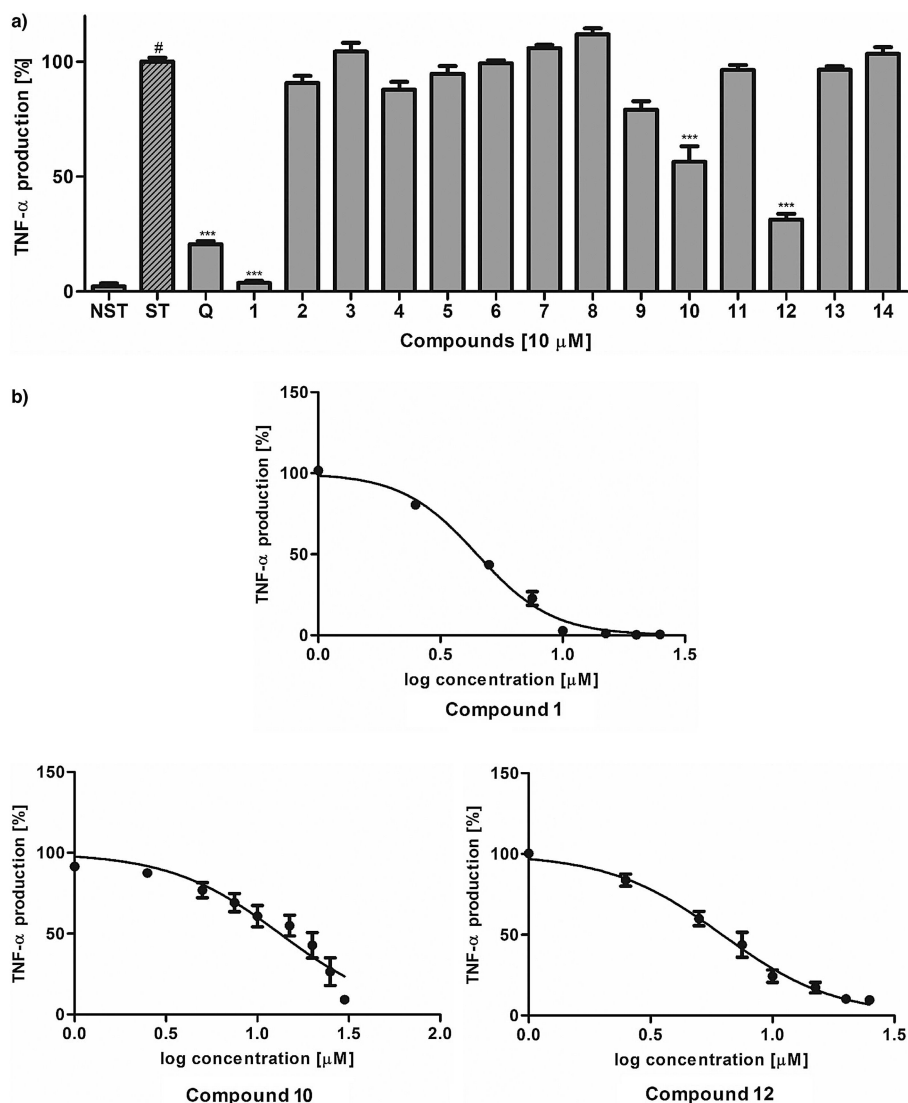 a)
TNF-α production [%]
100
50
0
#
***
***
***
***
NST ST Q 1 2 3 4 5 6 7 8 9 10 11 12 13 14
Compounds [10 μM]
b)
TNF-α production [%]
150
100
50
0
0.0 0.5 1.0 1.5
log concentration [μM]
Compound 1
TNF-α production [%]
150
100
50
0
0.0 0.5 1.0 1.5 2.0
log concentration [μM]
Compound 10
TNF-α production [%]
150
100
50
0
0.0 0.5 1.0 1.5
log concentration [μM]
Compound 12